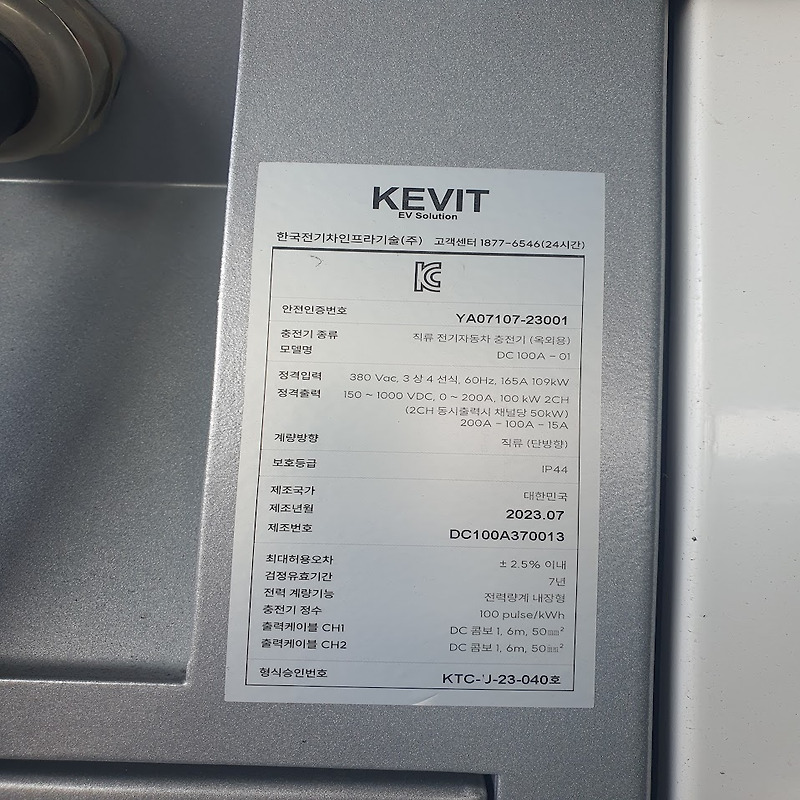 KEVIT
EV Solution
한국전기차인프라기술(주) 고객센터 1877-6546(24시간)
안전인증번호 YA07107-23001
충전기 종류 직류 전기자동차 충전기 (옥외용)
모델명 DC 100A - 01
정격입력 380 Vac, 3 상 4 선식, 60Hz, 165A 109kW
정격출력 150 ~ 1000 VDC, 0 ~ 200A, 100 kW 2CH
(2CH 동시출력시 채널당 50kW)
200A - 100A - 15A
계량방향 직류 (단방향)
보호등급 IP44
제조국가 대한민국
제조년월 2023.07
제조번호 DC100A370013
최대허용오차 ± 2.5% 이내
검정유효기간 7년
전력 계량기능 전력량계 내장형
충전기 정수 100 pulse/kWh
출력케이블 CH1 DC 콤보 1, 6m, 50㎟²
출력케이블 CH2 DC 콤보 1, 6m, 50㎟²
형식승인번호